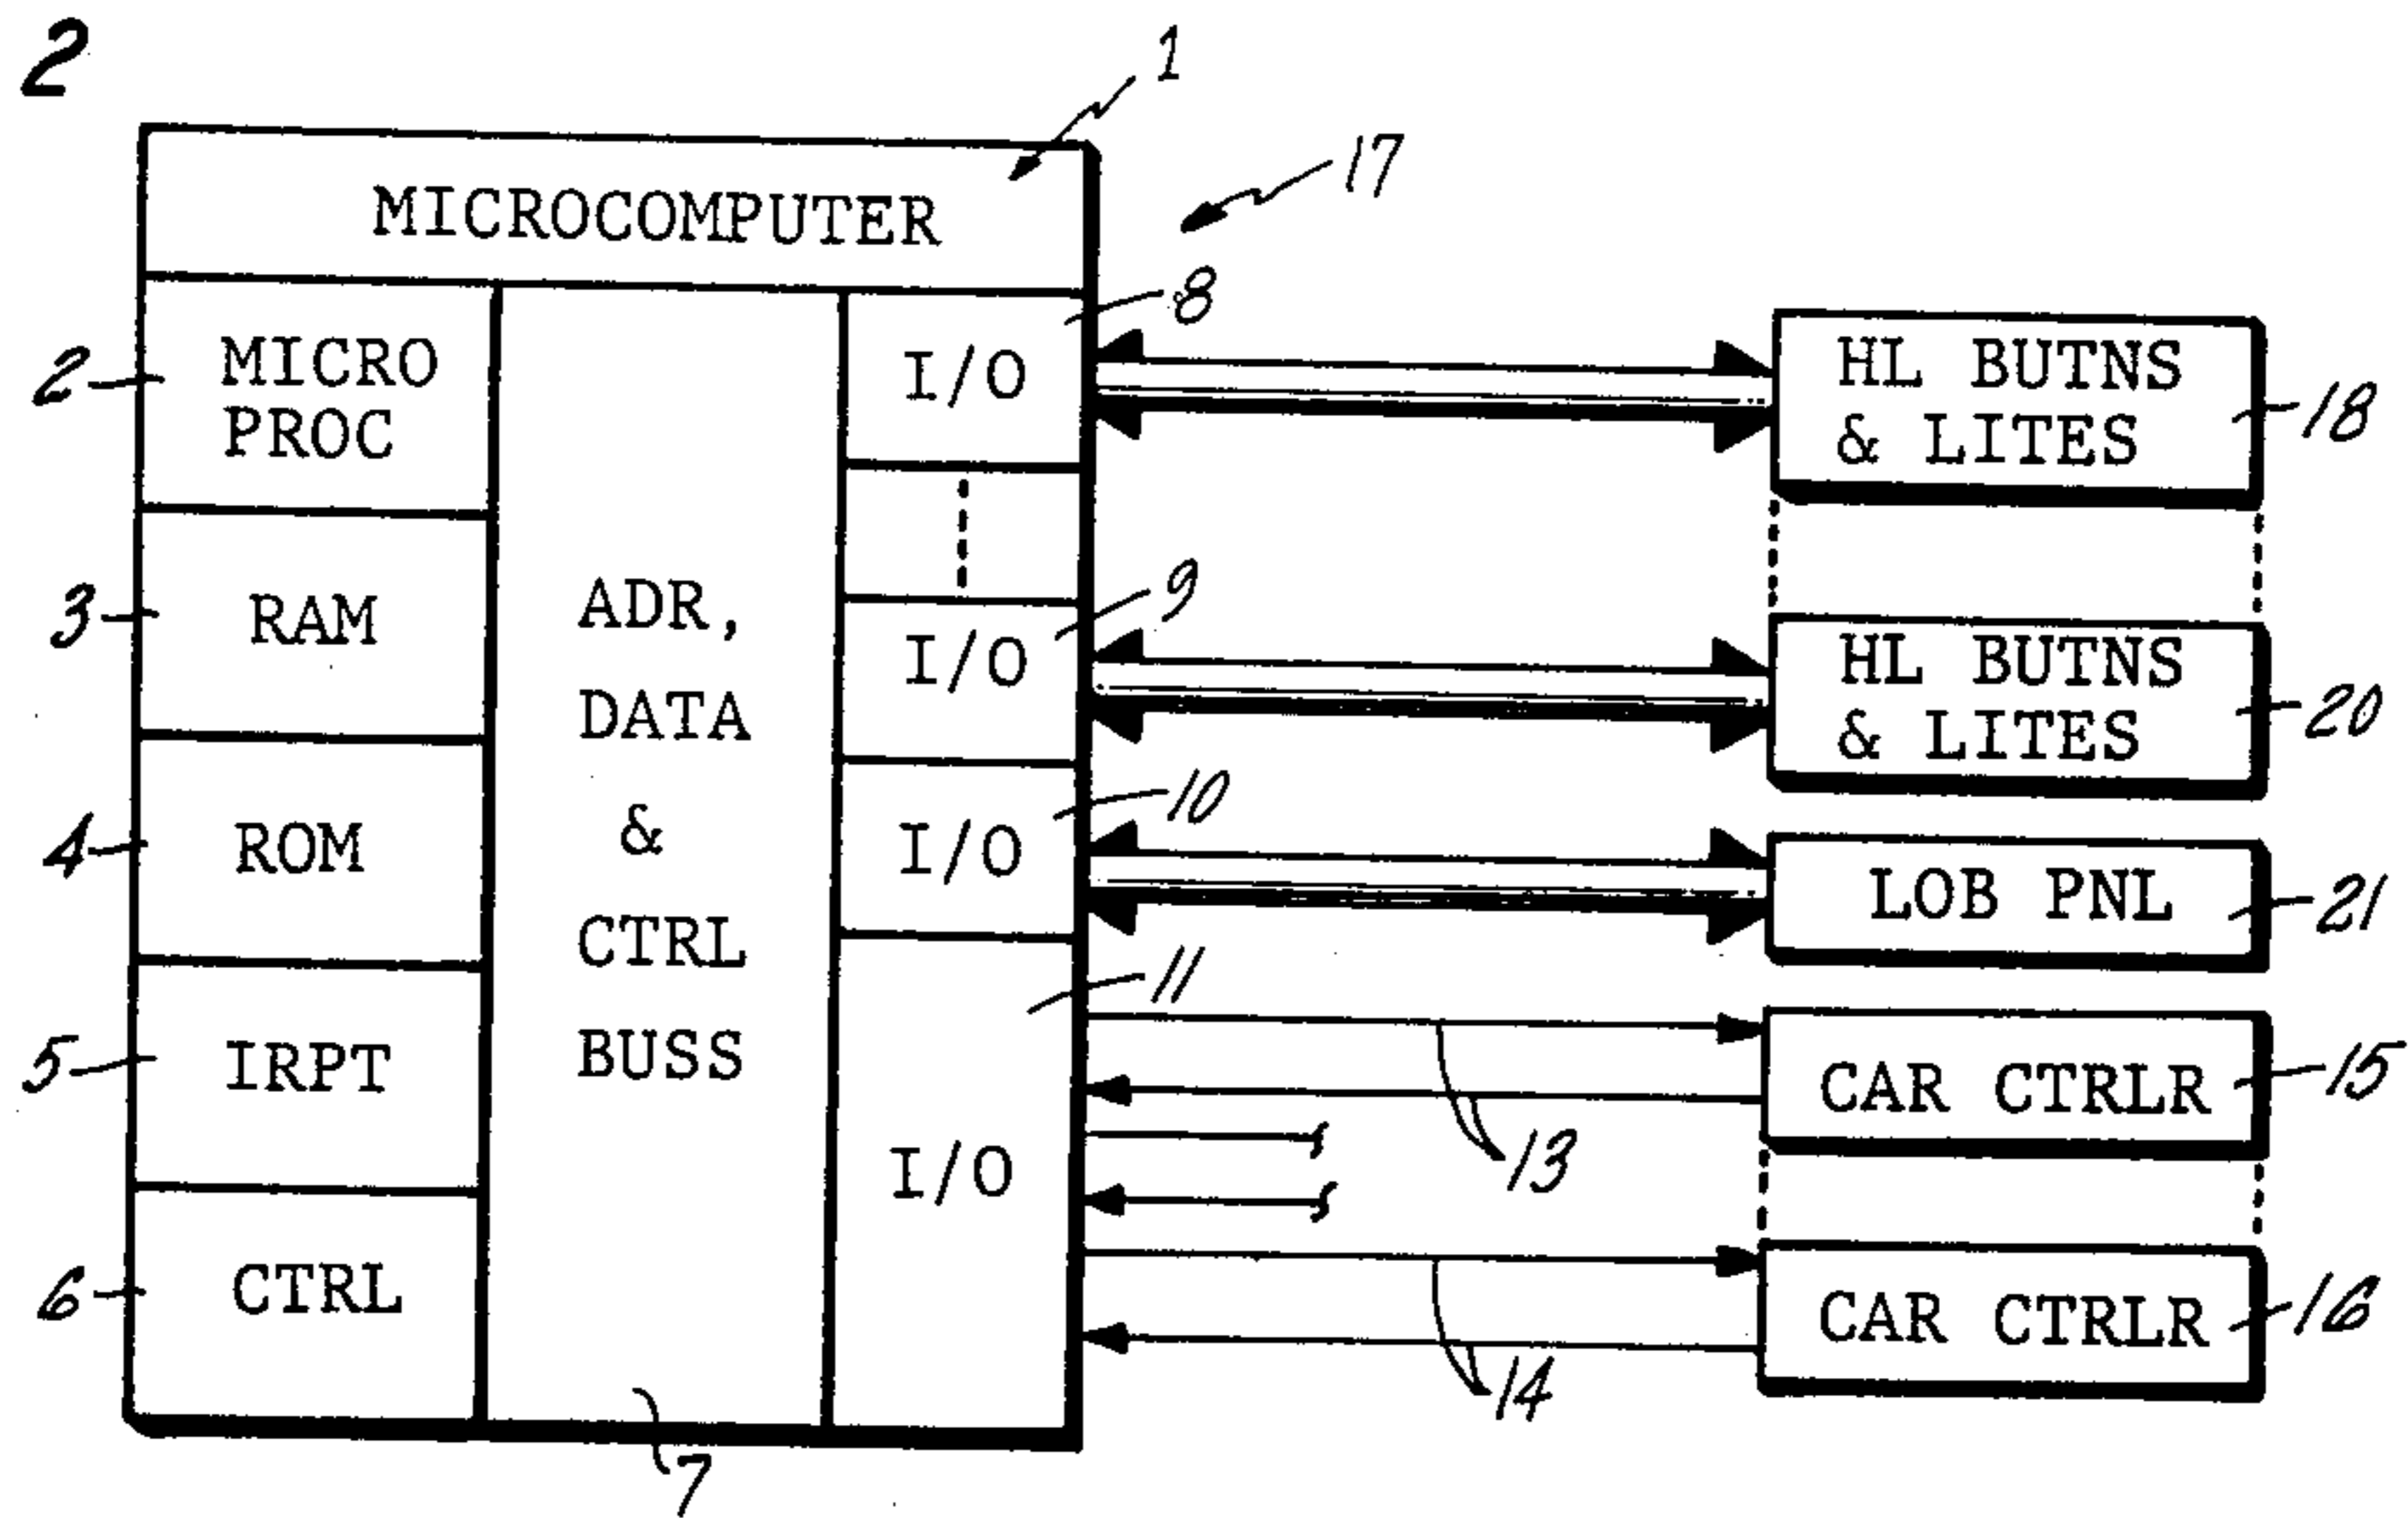 2
1
17
MICROCOMPUTER
2
MICRO
PROC
3
RAM
4
ROM
5
IRPT
6
CTRL
ADR,
DATA
&
CTRL
BUSS
7
8
I/O
9
I/O
10
I/O
11
I/O
HL BUTNS
& LITES
18
HL BUTNS
& LITES
20
LOB PNL
21
13
CAR CTRLR
15
14
CAR CTRLR
16